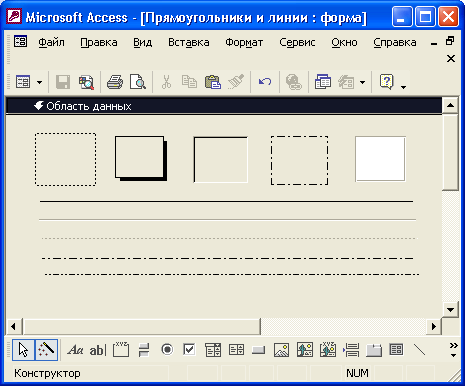 Microsoft Access - [Прямоугольники и линии : форма]
Файл Правка Вид Вставка Формат Сервис Окно Справка
Область данных
Aa ab| XYZ
Конструктор NUM